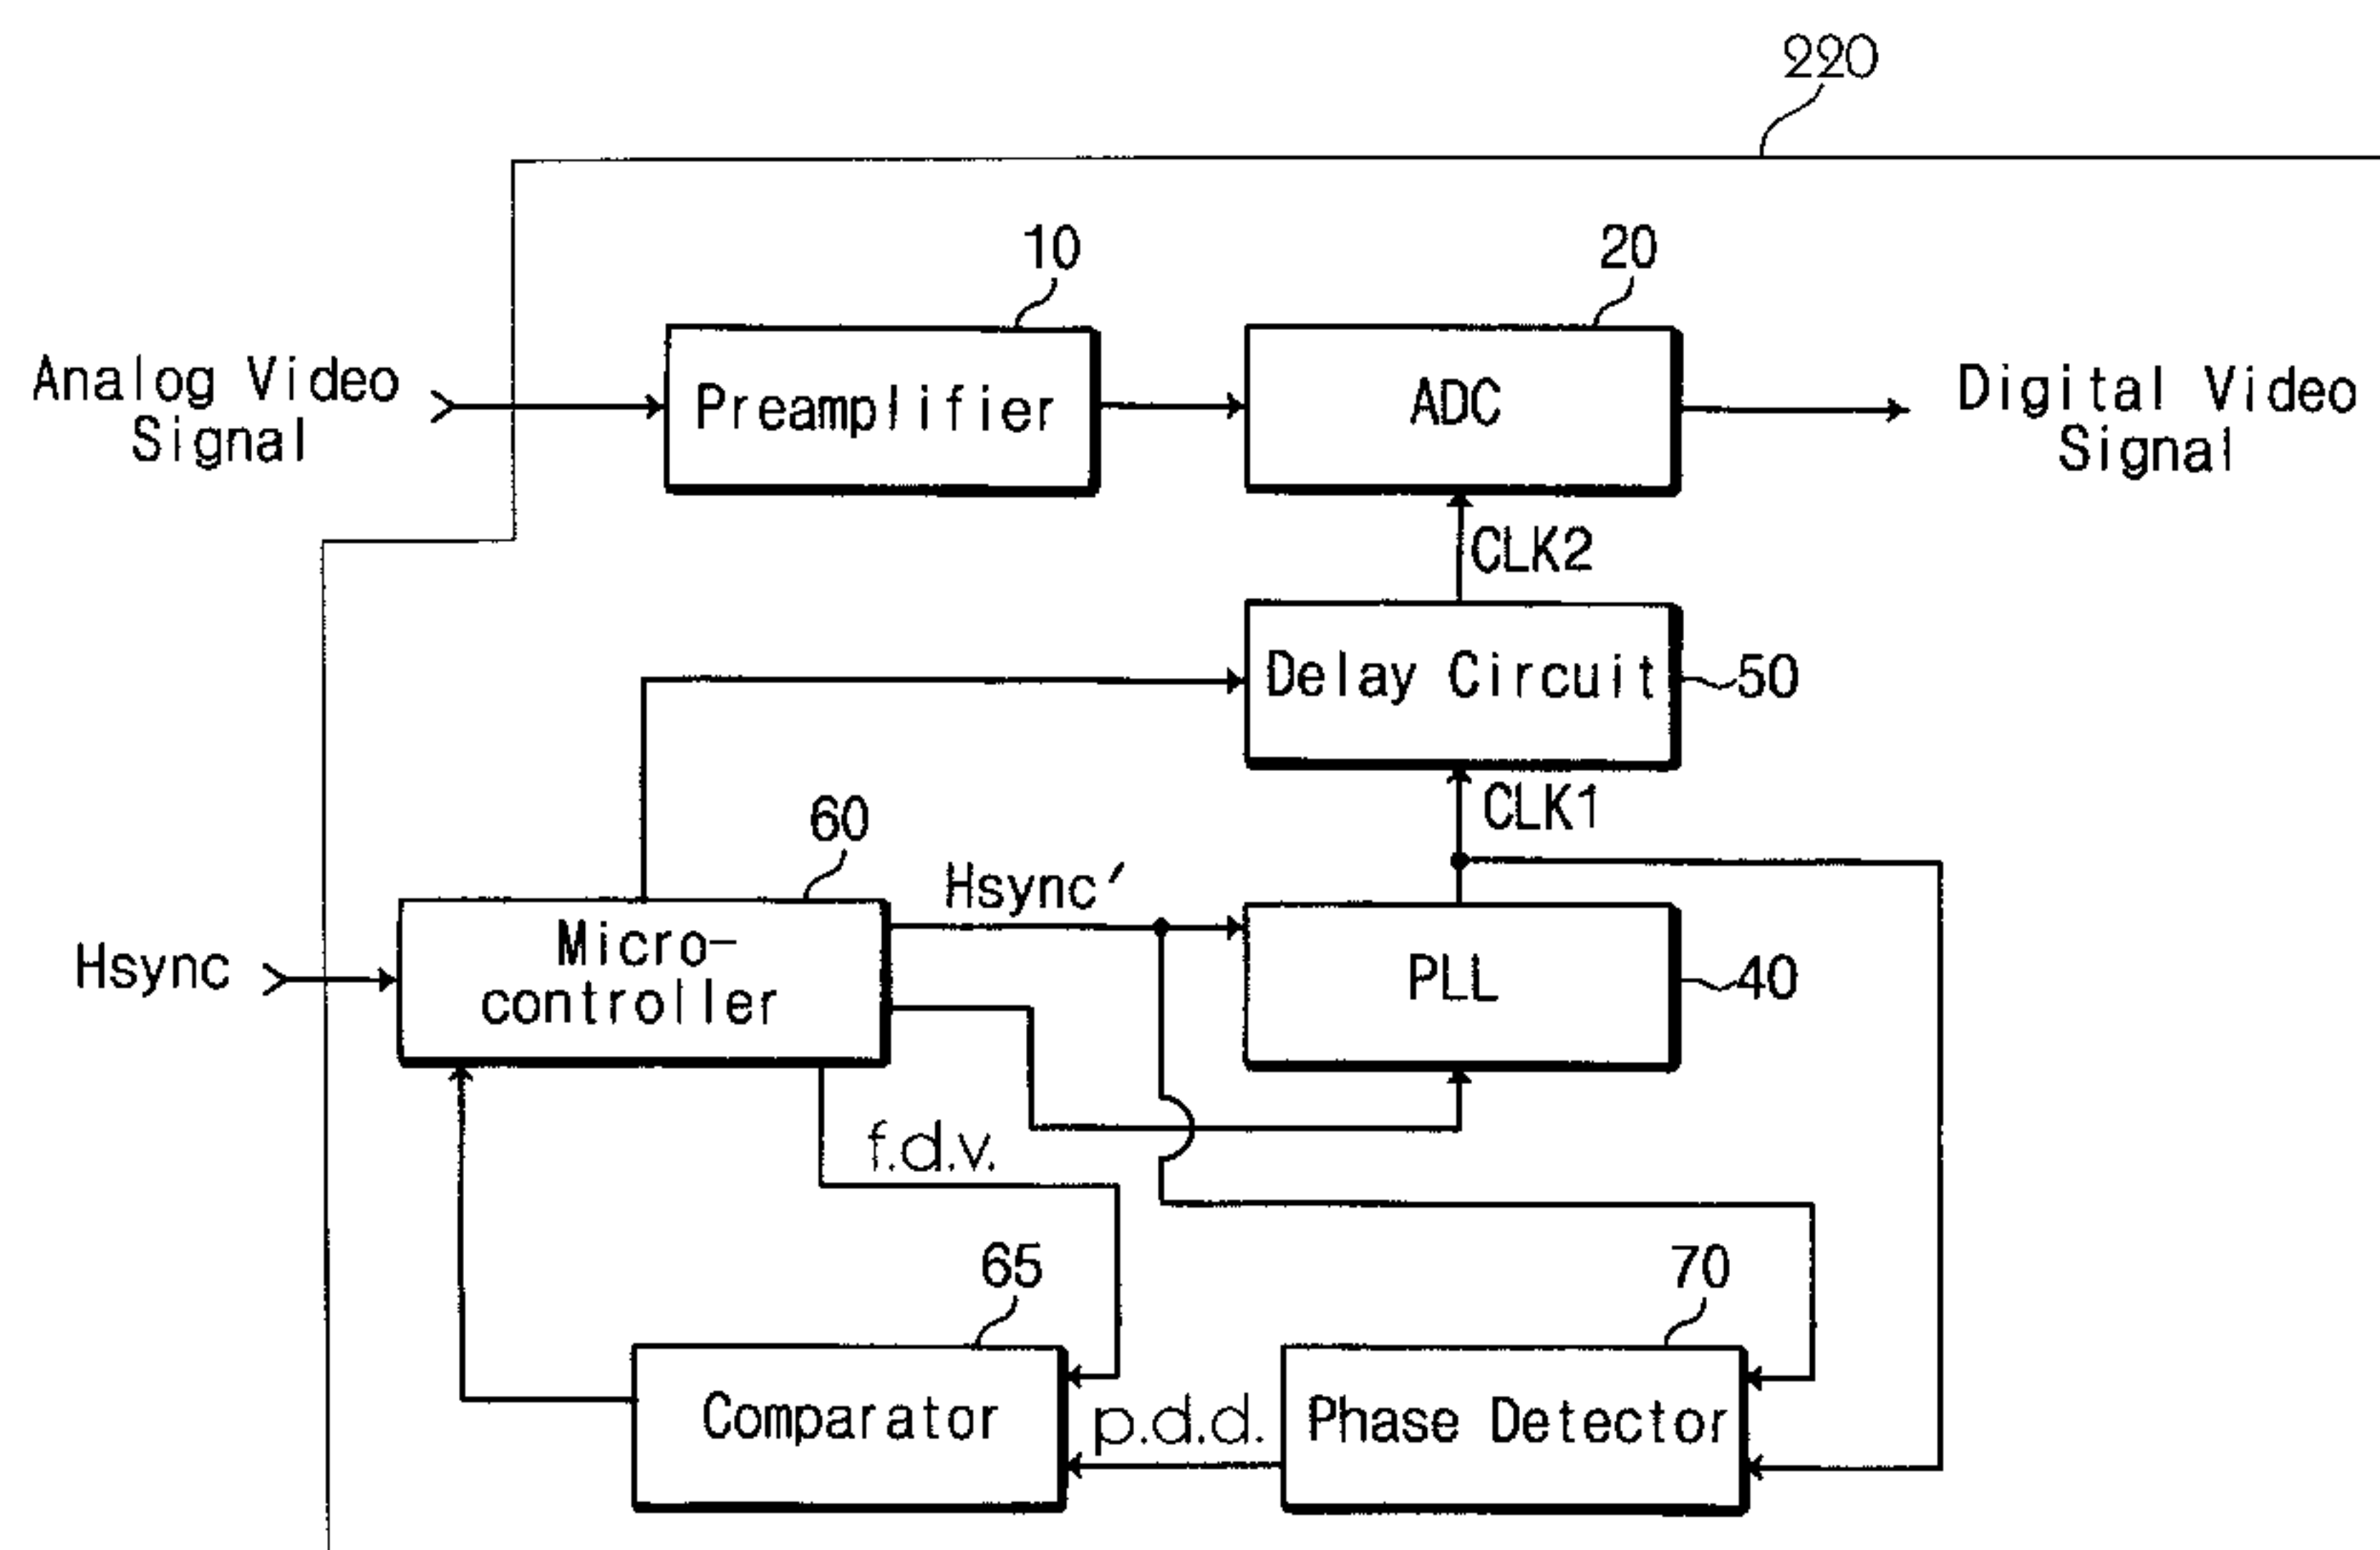 220
10
20
Analog Video
Signal
Preamplifier
ADC
Digital Video
Signal
CLK2
Delay Circuit
50
CLK1
60
Hsync′
Hsync
Micro-
controller
PLL
40
f.d.v.
65
70
Comparator
p.d.d.
Phase Detector